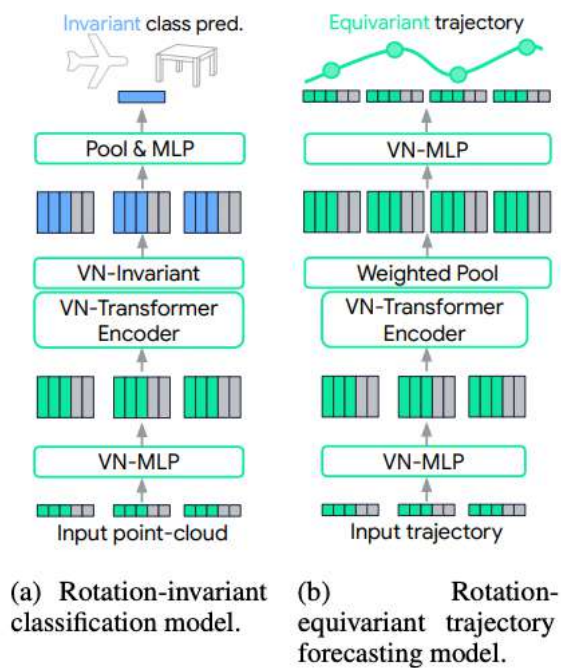 Invariant class pred.
Pool & MLP
VN-Invariant
VN-Transformer
Encoder
VN-MLP
Input point-cloud
(a) Rotation-invariant
classification model.
Equivariant trajectory
VN-MLP
Weighted Pool
VN-Transformer
Encoder
VN-MLP
Input trajectory
(b) Rotation-
equivariant trajectory
forecasting model.